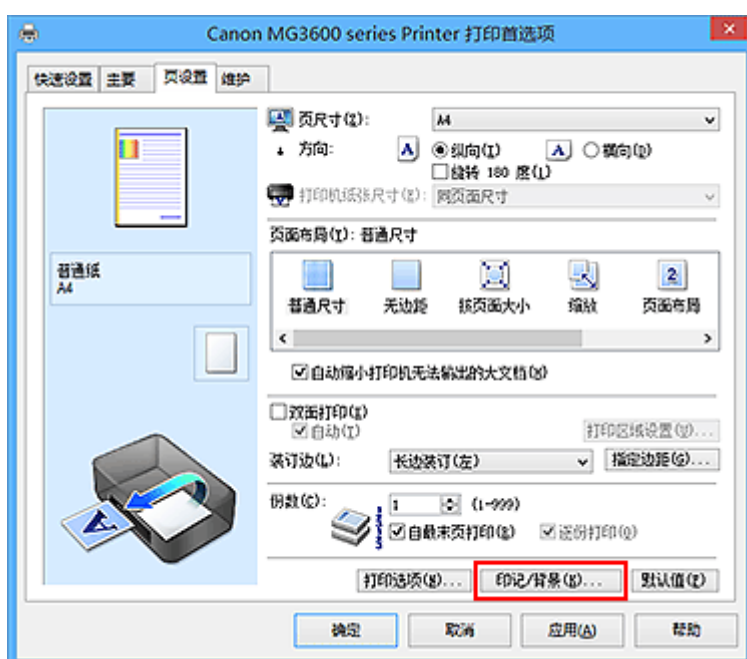 Canon MG3600 series Printer 打印首选项
快速设置 主要 页设置 维护
页尺寸(Z): A4
方向: A 纵向(I) A 横向(D)
旋转 180 度(L)
打印机纸张尺寸(E): 同页面尺寸
页面布局(Y): 普通尺寸
普通纸
A4
2
普通尺寸 无边距 按页面大小 缩放 页面布局
自动缩小打印机无法输出的大文档(W)
双面打印(X)
自动(T) 打印区域设置(U)...
装订边(L): 长边装订(左) 指定边距(G)...
份数(C): 1 (1-999)
自最末页打印(R) 逐份打印(O)
打印选项(N)... 印记/背景(B)... 默认值(F)
确定 取消 应用(A) 帮助